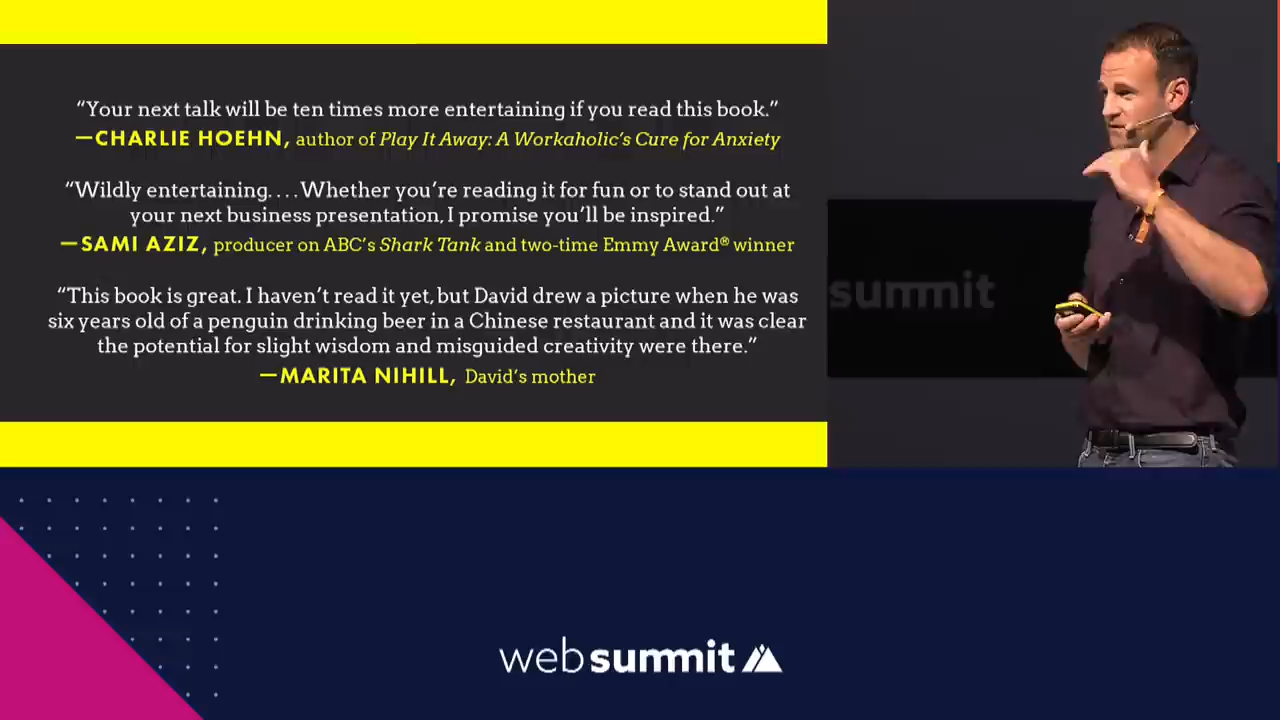 “Your next talk will be ten times more entertaining if you read this book.”
—CHARLIE HOEHN, author of Play It Away: A Workaholic’s Cure for Anxiety
“Wildly entertaining. . . . Whether you’re reading it for fun or to stand out at
your next business presentation, I promise you’ll be inspired.”
—SAMI AZIZ, producer on ABC’s Shark Tank and two-time Emmy Award® winner
“This book is great. I haven’t read it yet, but David drew a picture when he was
six years old of a penguin drinking beer in a Chinese restaurant and it was clear
the potential for slight wisdom and misguided creativity were there.”
—MARITA NIHILL, David’s mother
summit
web summit